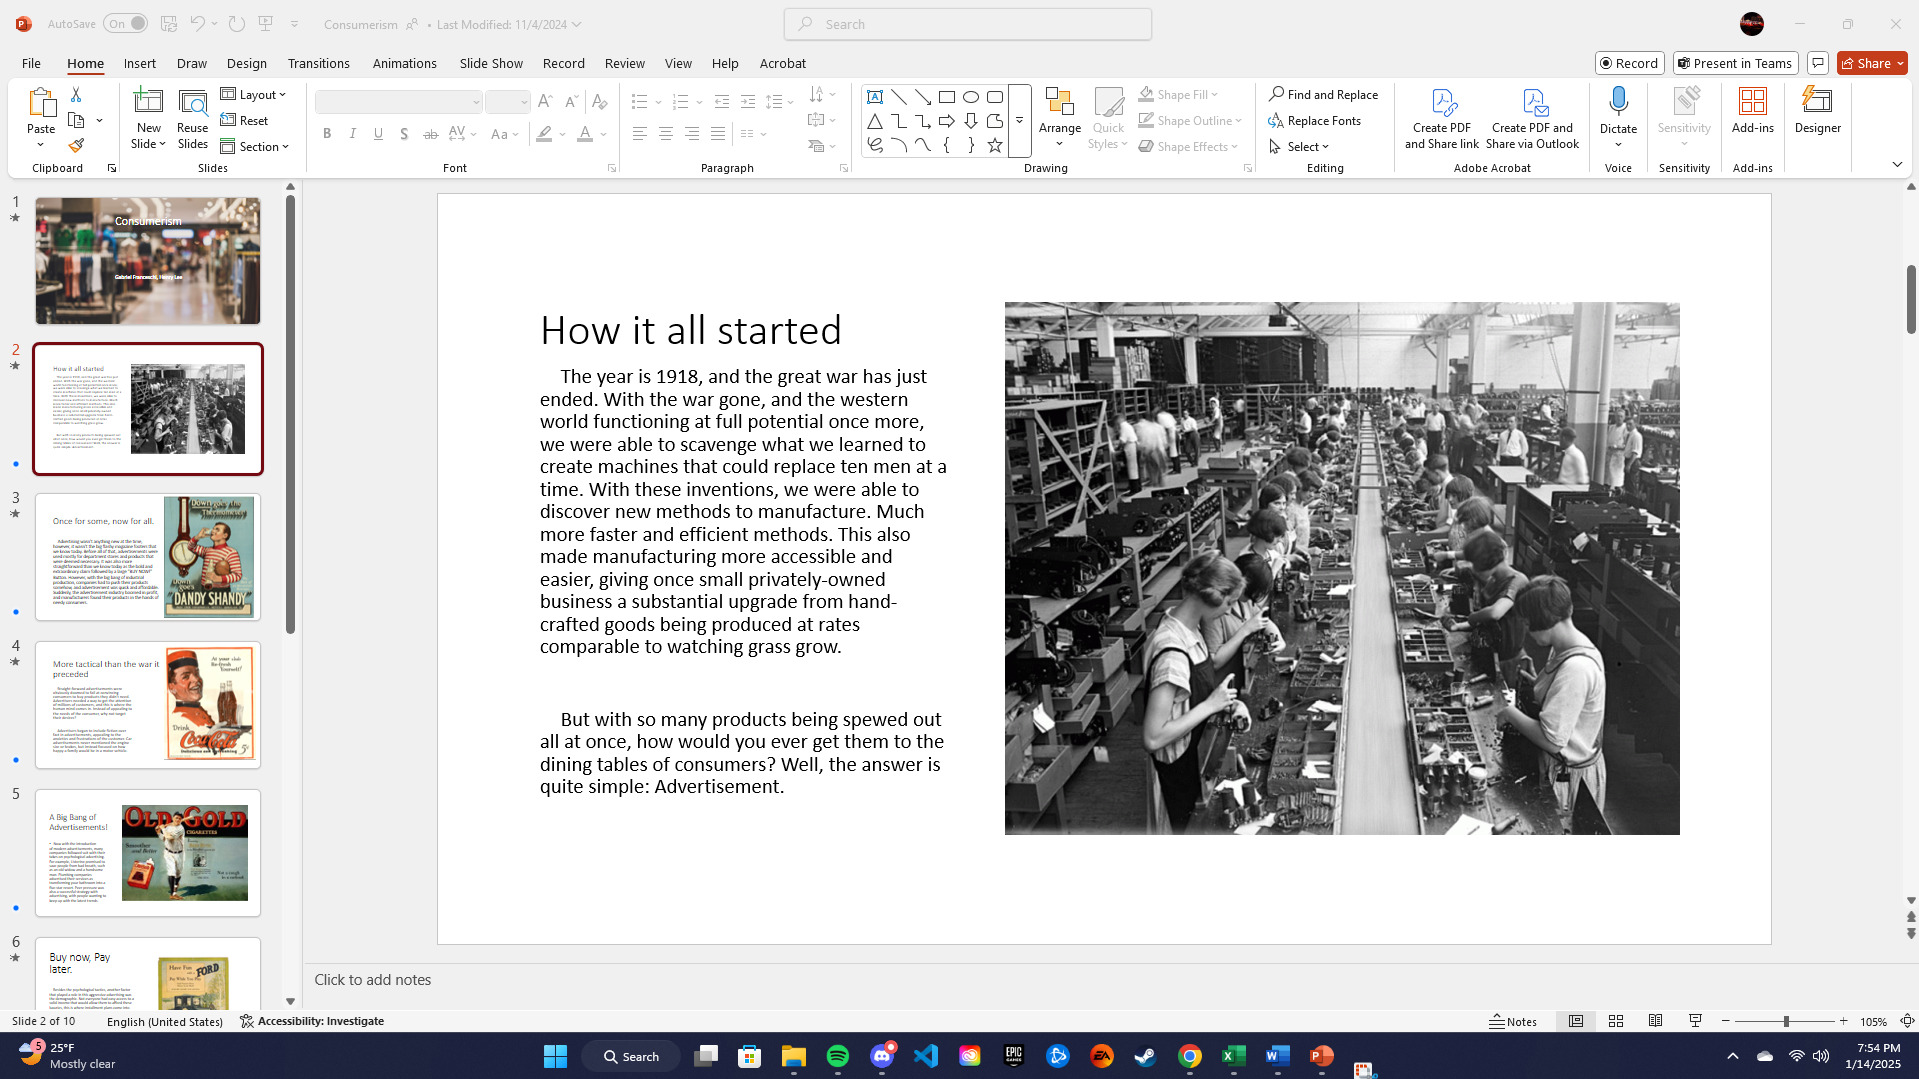 AutoSave On Consumerism • Last Modified: 11/4/2024 Search
File Home Insert Draw Design Transitions Animations Slide Show Record Review View Help Acrobat Record Present in Teams Share
Paste
Clipboard
New Slide
Reuse Slides
Layout
Reset
Section
Slides
Font
Paragraph
Arrange
Quick Styles
Shape Fill
Shape Outline
Shape Effects
Drawing
Find and Replace
Replace Fonts
Select
Editing
Create PDF and Share link
Create PDF and Share via Outlook
Adobe Acrobat
Dictate
Voice
Sensitivity
Sensitivity
Add-ins
Add-ins
Designer
1
Consumerism
Gabriel Franceschi, Henry Lee
2
How it all started
3
Once for some, now for all.
DANDY SHANDY
4
More tactical than the war it
preceded
Drink
Coca-Cola
5¢
5
A Big Bang of
Advertisements!
OLD GOLD
CIGARETTES
6
Buy now, Pay
later.
FORD
How it all started
The year is 1918, and the great war has just
ended. With the war gone, and the western
world functioning at full potential once more,
we were able to scavenge what we learned to
create machines that could replace ten men at a
time. With these inventions, we were able to
discover new methods to manufacture. Much
more faster and efficient methods. This also
made manufacturing more accessible and
easier, giving once small privately-owned
business a substantial upgrade from hand-
crafted goods being produced at rates
comparable to watching grass grow.
But with so many products being spewed out
all at once, how would you ever get them to the
dining tables of consumers? Well, the answer is
quite simple: Advertisement.
Click to add notes
Slide 2 of 10 English (United States) Accessibility: Investigate Notes 105%
5 25°F
Mostly clear
Search
7:54 PM
1/14/2025